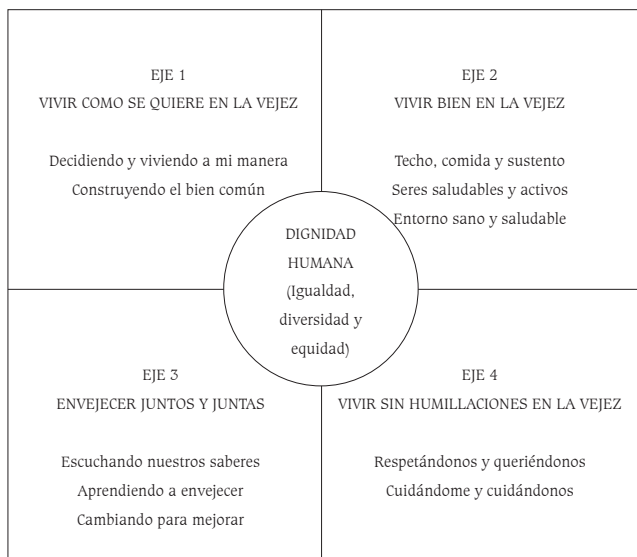 EJE 1
VIVIR COMO SE QUIERE EN LA VEJEZ
Decidiendo y viviendo a mi manera
Construyendo el bien común
EJE 2
VIVIR BIEN EN LA VEJEZ
Techo, comida y sustento
Seres saludables y activos
Entorno sano y saludable
DIGNIDAD
HUMANA
(Igualdad,
diversidad y
equidad)
EJE 3
ENVEJECER JUNTOS Y JUNTAS
Escuchando nuestros saberes
Aprendiendo a envejecer
Cambiando para mejorar
EJE 4
VIVIR SIN HUMILLACIONES EN LA VEJEZ
Respetándonos y queriéndonos
Cuidándome y cuidándonos